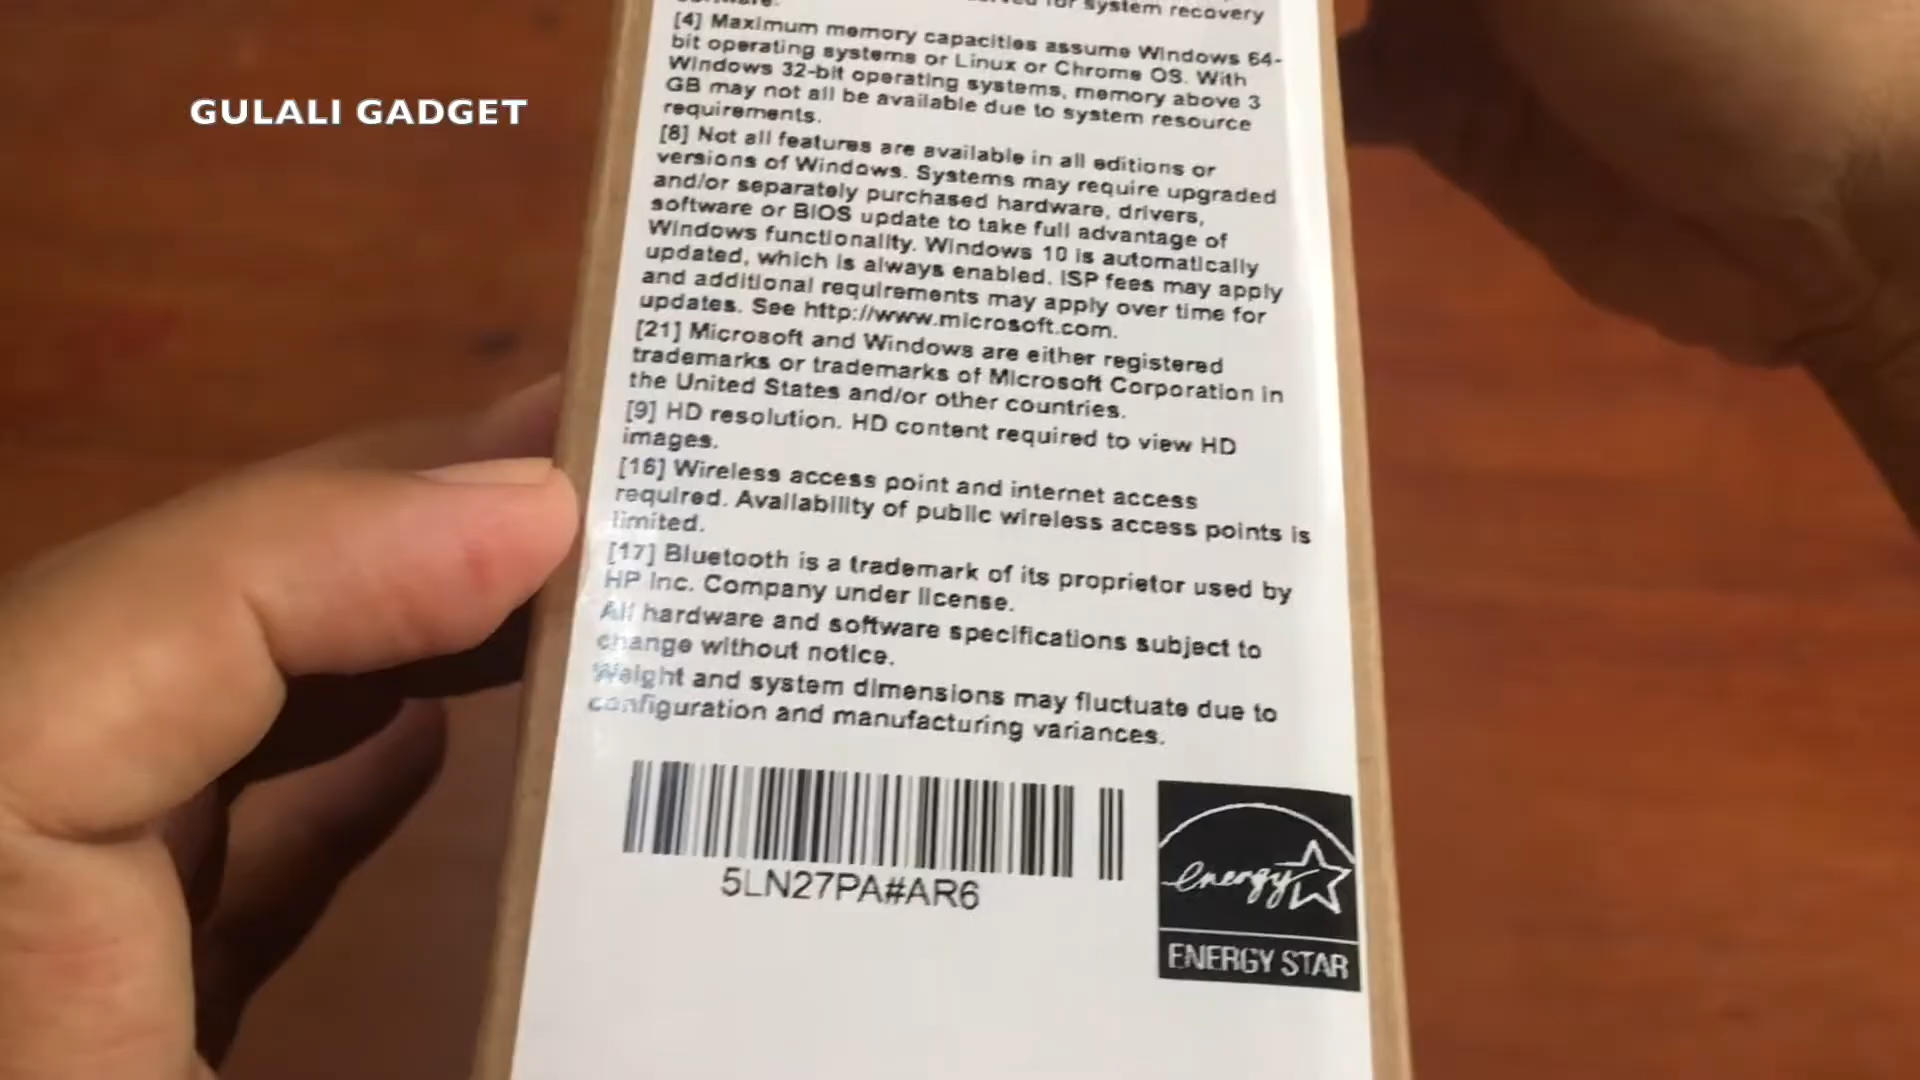 GULALI GADGET
for system recovery
[4] Maximum memory capacities assume Windows 64-
bit operating systems or Linux or Chrome OS. With
Windows 32-bit operating systems, memory above 3
GB may not all be available due to system resource
requirements.
[8] Not all features are available in all editions or
versions of Windows. Systems may require upgraded
and/or separately purchased hardware, drivers,
software or BIOS update to take full advantage of
Windows functionality. Windows 10 is automatically
updated, which is always enabled. ISP fees may apply
and additional requirements may apply over time for
updates. See http://www.microsoft.com.
[21] Microsoft and Windows are either registered
trademarks or trademarks of Microsoft Corporation in
the United States and/or other countries.
[9] HD resolution. HD content required to view HD
images.
[16] Wireless access point and internet access
required. Availability of public wireless access points is
limited.
[17] Bluetooth is a trademark of its proprietor used by
HP Inc. Company under license.
All hardware and software specifications subject to
change without notice.
Weight and system dimensions may fluctuate due to
configuration and manufacturing variances.
5LN27PA#AR6
energy
ENERGY STAR